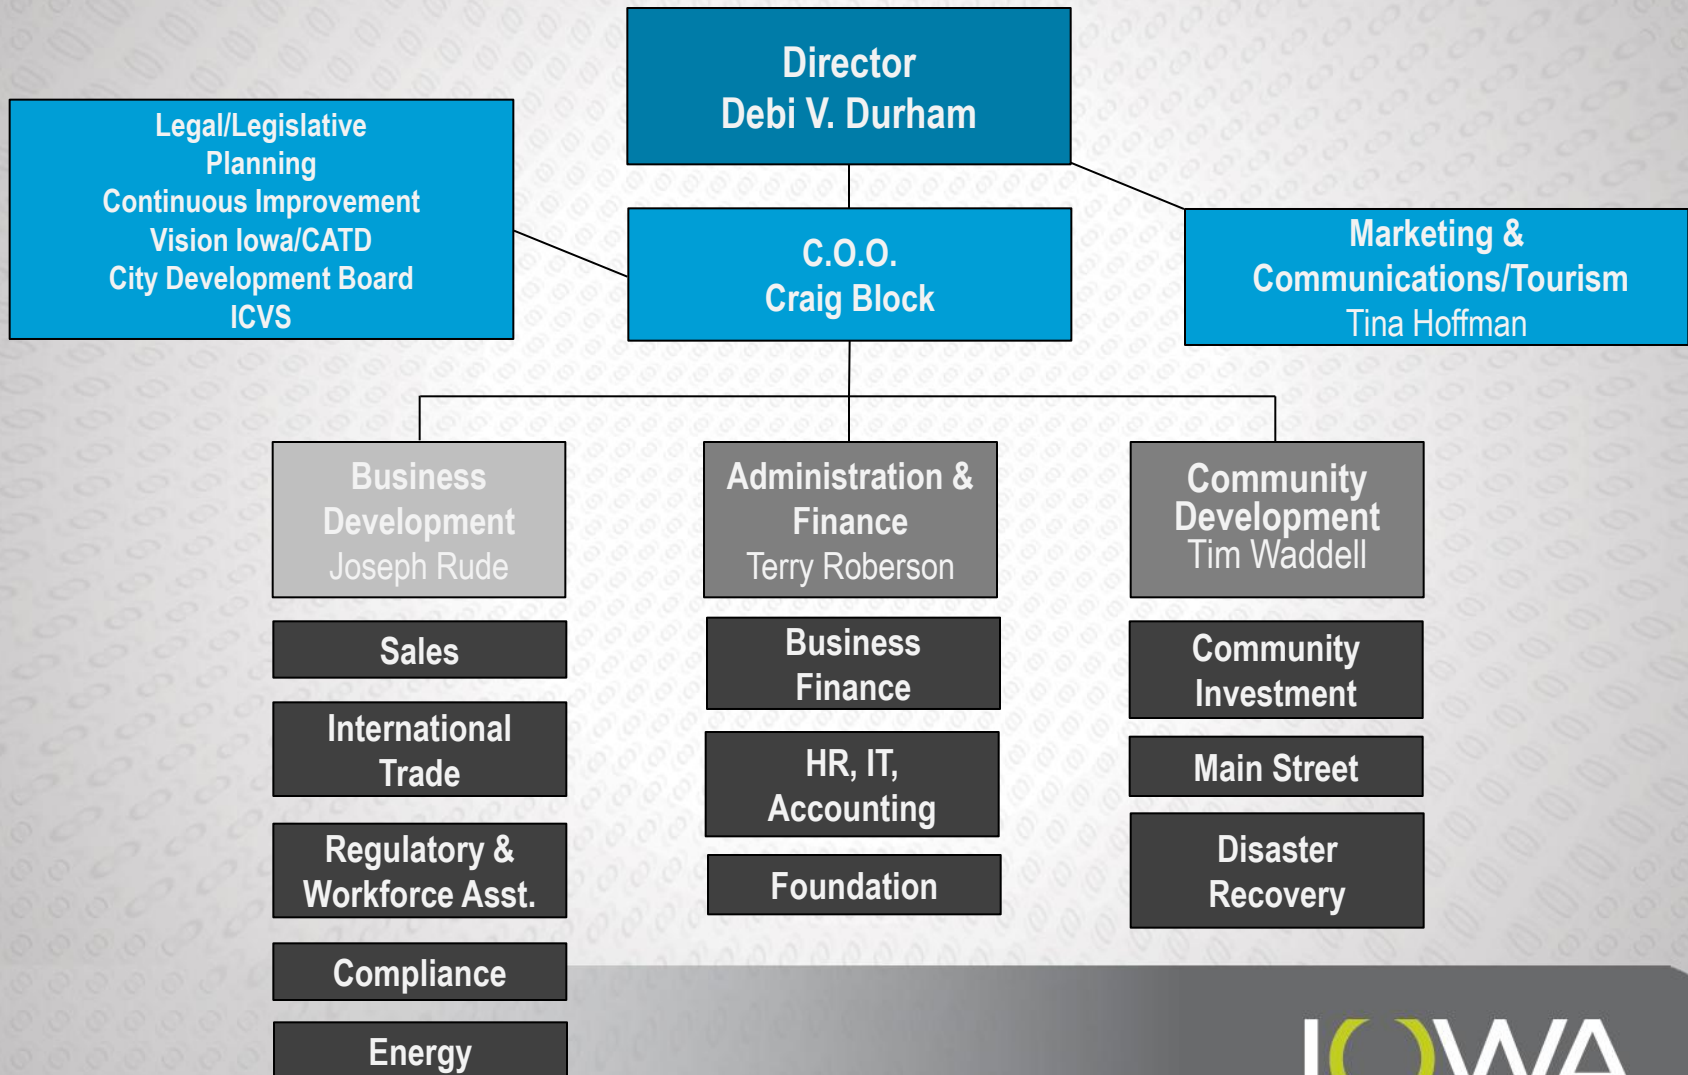 Director
Debi V. Durham
Legal/Legislative
Planning
Continuous Improvement
Vision Iowa/CATD
City Development Board
ICVS
C.O.O.
Craig Block
Marketing &
Communications/Tourism
Tina Hoffman
Business
Development
Joseph Rude
Sales
International
Trade
Regulatory &
Workforce Asst.
Compliance
Energy
Administration &
Finance
Terry Roberson
Business
Finance
HR, IT,
Accounting
Foundation
Community
Development
Tim Waddell
Community
Investment
Main Street
Disaster
Recovery
IOWA